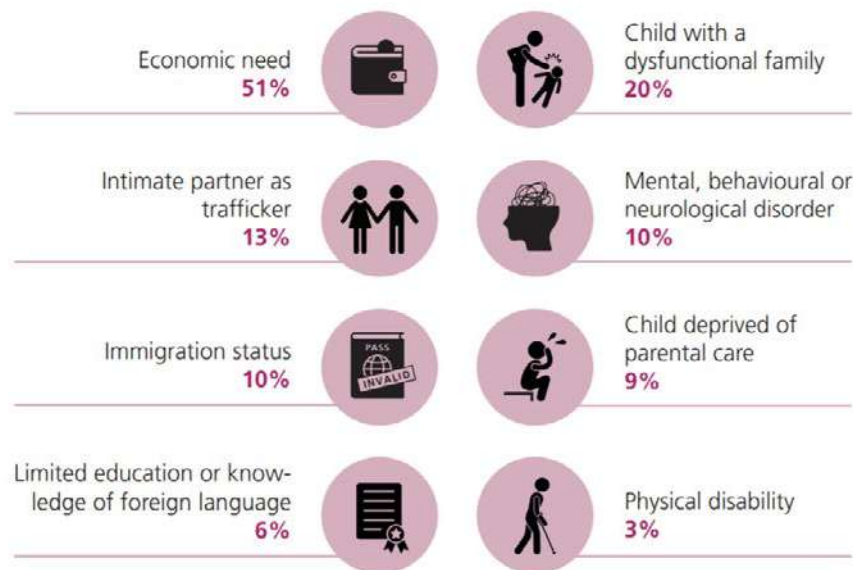 Economic need
51%
Child with a
dysfunctional family
20%
Intimate partner as
trafficker
13%
Mental, behavioural or
neurological disorder
10%
Immigration status
10%
PASS
INVALID
Child deprived of
parental care
9%
Limited education or know-
ledge of foreign language
6%
Physical disability
3%